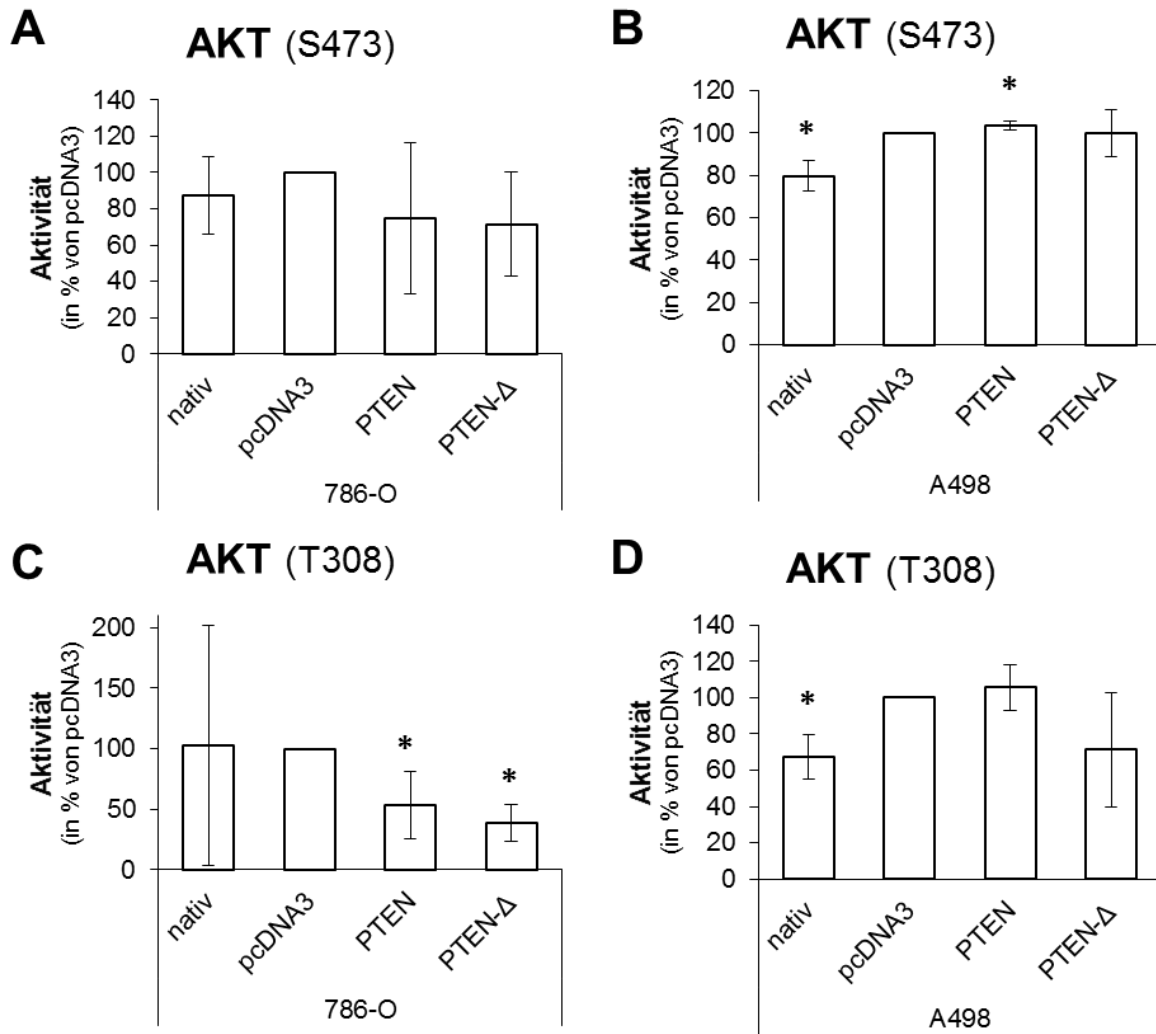 A
AKT (S473)
Aktivität
(in % von pcDNA3)
140
120
100
80
60
40
20
0
nativ
pcDNA3
PTEN
PTEN-Δ
786-O
B
AKT (S473)
Aktivität
(in % von pcDNA3)
120
100
80
60
40
20
0
*
*
nativ
pcDNA3
PTEN
PTEN-Δ
A498
C
AKT (T308)
Aktivität
(in % von pcDNA3)
200
150
100
50
0
*
*
nativ
pcDNA3
PTEN
PTEN-Δ
786-O
D
AKT (T308)
Aktivität
(in % von pcDNA3)
140
120
100
80
60
40
20
0
*
nativ
pcDNA3
PTEN
PTEN-Δ
A498